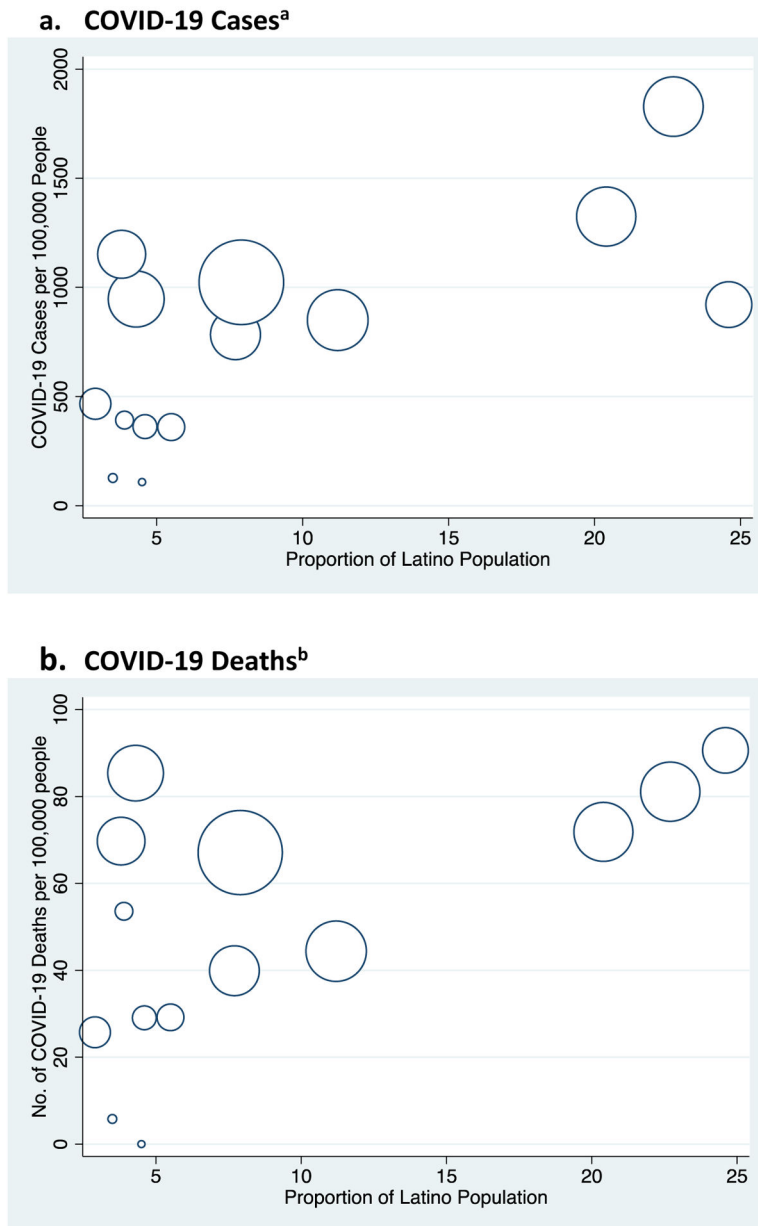 a. COVID-19 Casesᵃ
COVID-19 Cases per 100,000 People
2000
1500
1000
500
0
5 10 15 20 25
Proportion of Latino Population
b. COVID-19 Deathsᵇ
No. of COVID-19 Deaths per 100,000 people
100
80
60
40
20
0
5 10 15 20 25
Proportion of Latino Population